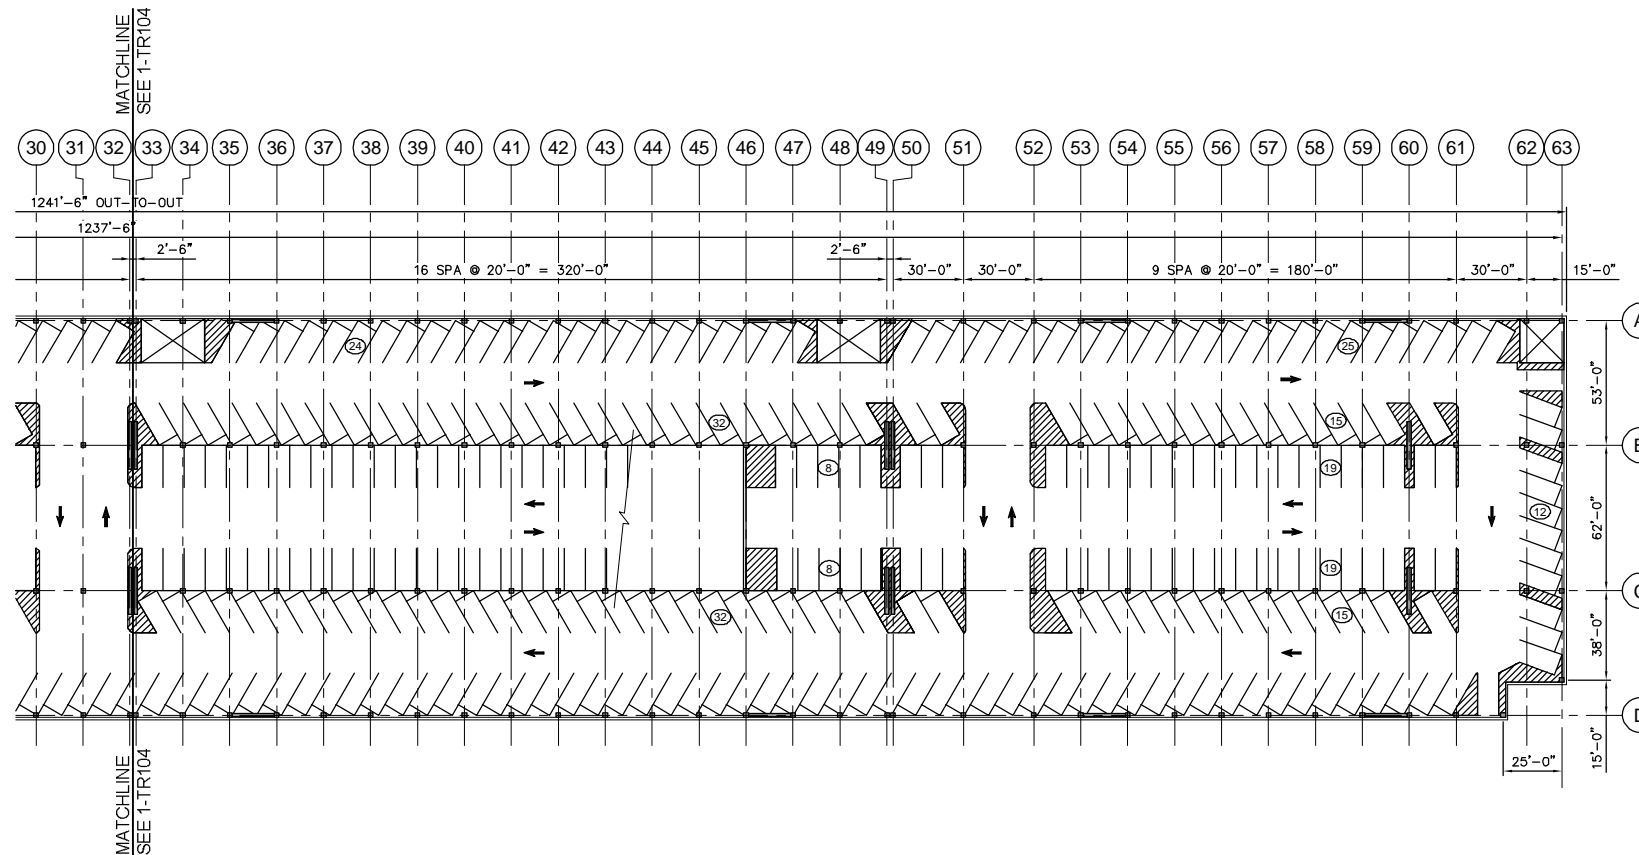 MATCHLINE
SEE 1-TR104
30 31 32 33 34 35 36 37 38 39 40 41 42 43 44 45 46 47 48 49 50 51 52 53 54 55 56 57 58 59 60 61 62 63
1241'-6" OUT-TO-OUT
1237'-6"
2'-6" 2'-6"
16 SPA @ 20'-0" = 320'-0" 30'-0" 30'-0" 9 SPA @ 20'-0" = 180'-0" 30'-0" 15'-0"
A
24 25
53'-0"
32 15
B
8 19
12
62'-0"
8 19
C
32 15
38'-0"
D
15'-0"
25'-0"
MATCHLINE
SEE 1-TR104